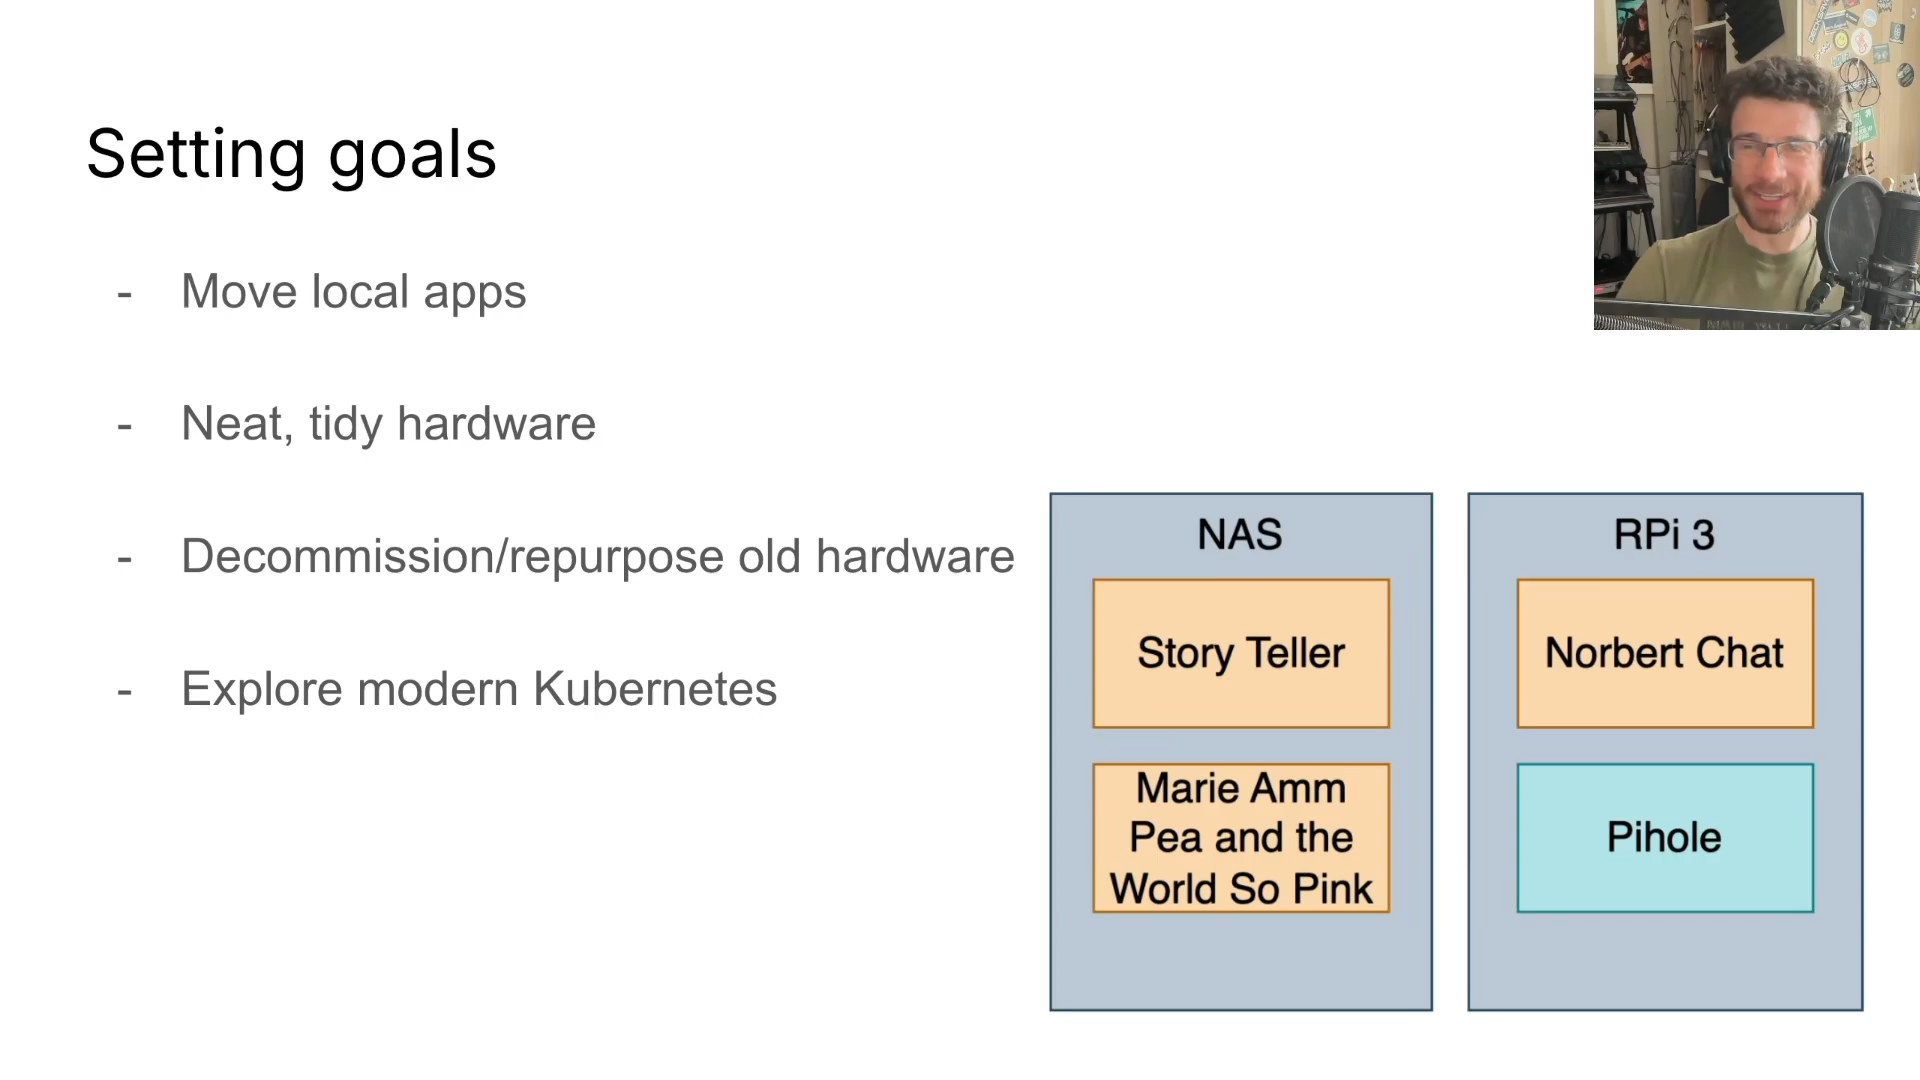 Setting goals
- Move local apps
- Neat, tidy hardware
- Decommission/repurpose old hardware
- Explore modern Kubernetes
NAS
Story Teller
Marie Amm
Pea and the
World So Pink
RPi 3
Norbert Chat
Pihole